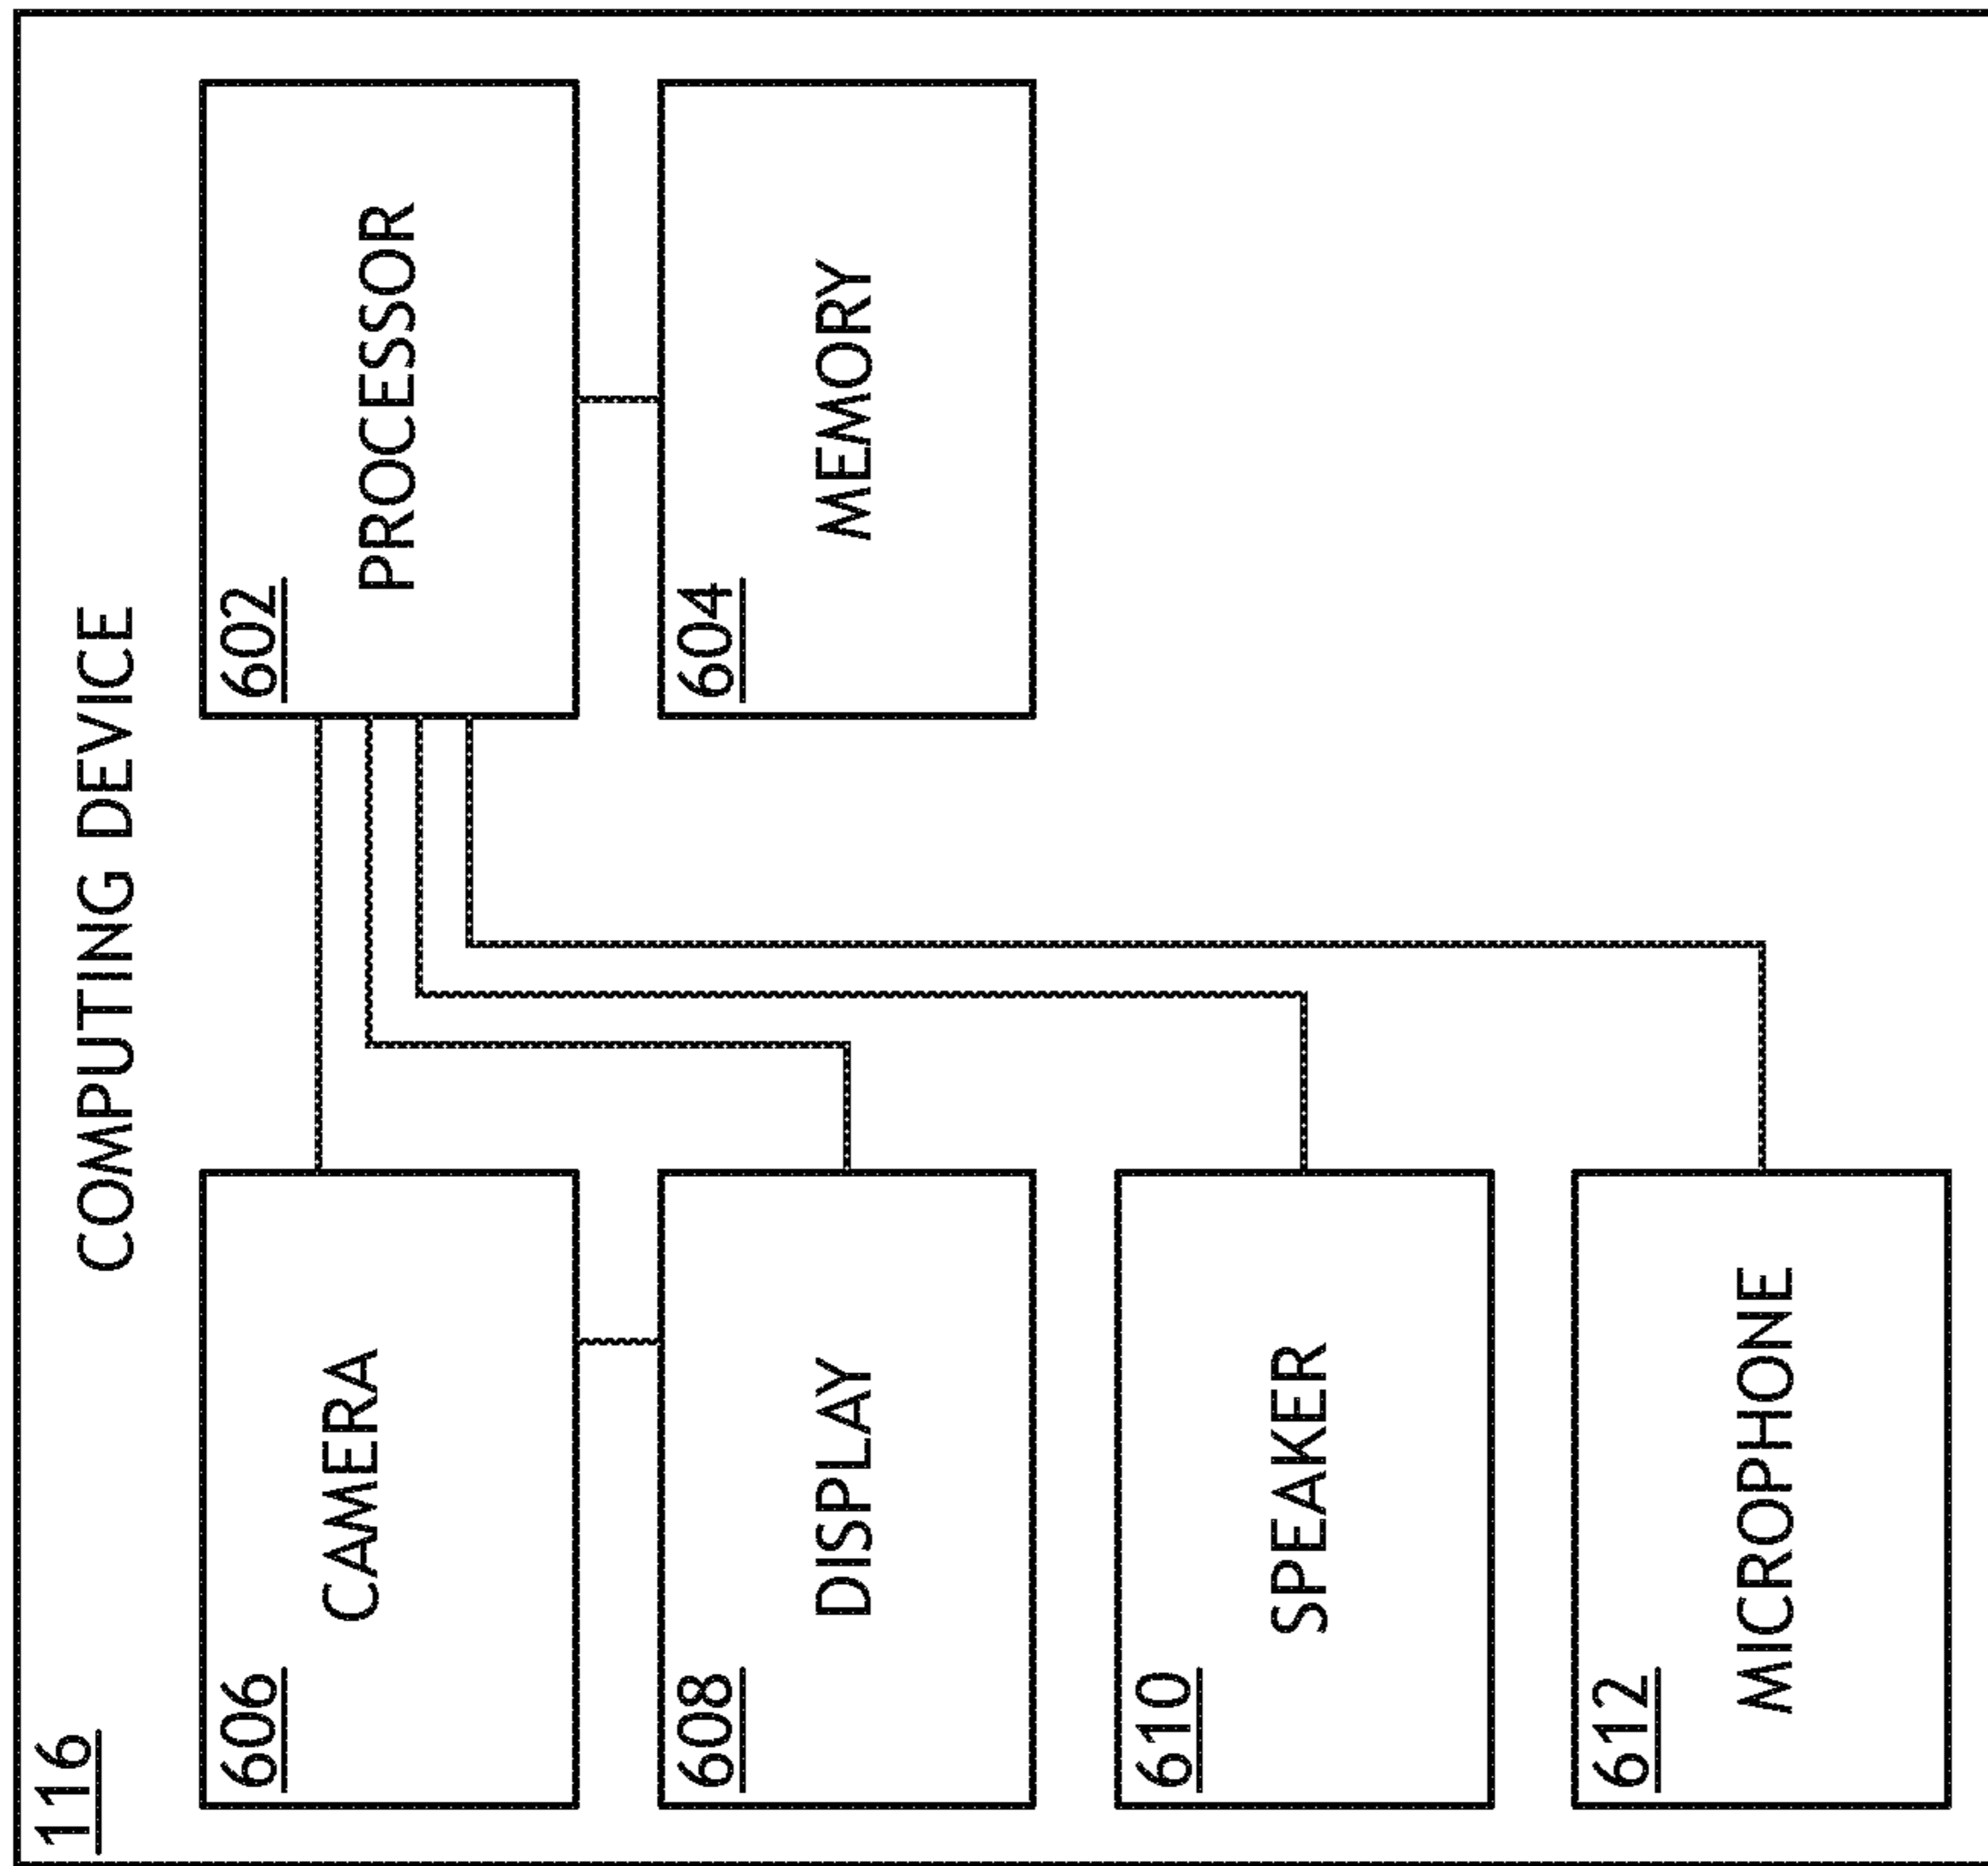 116
COMPUTING DEVICE
606
CAMERA
602
PROCESSOR
608
DISPLAY
604
MEMORY
610
SPEAKER
612
MICROPHONE